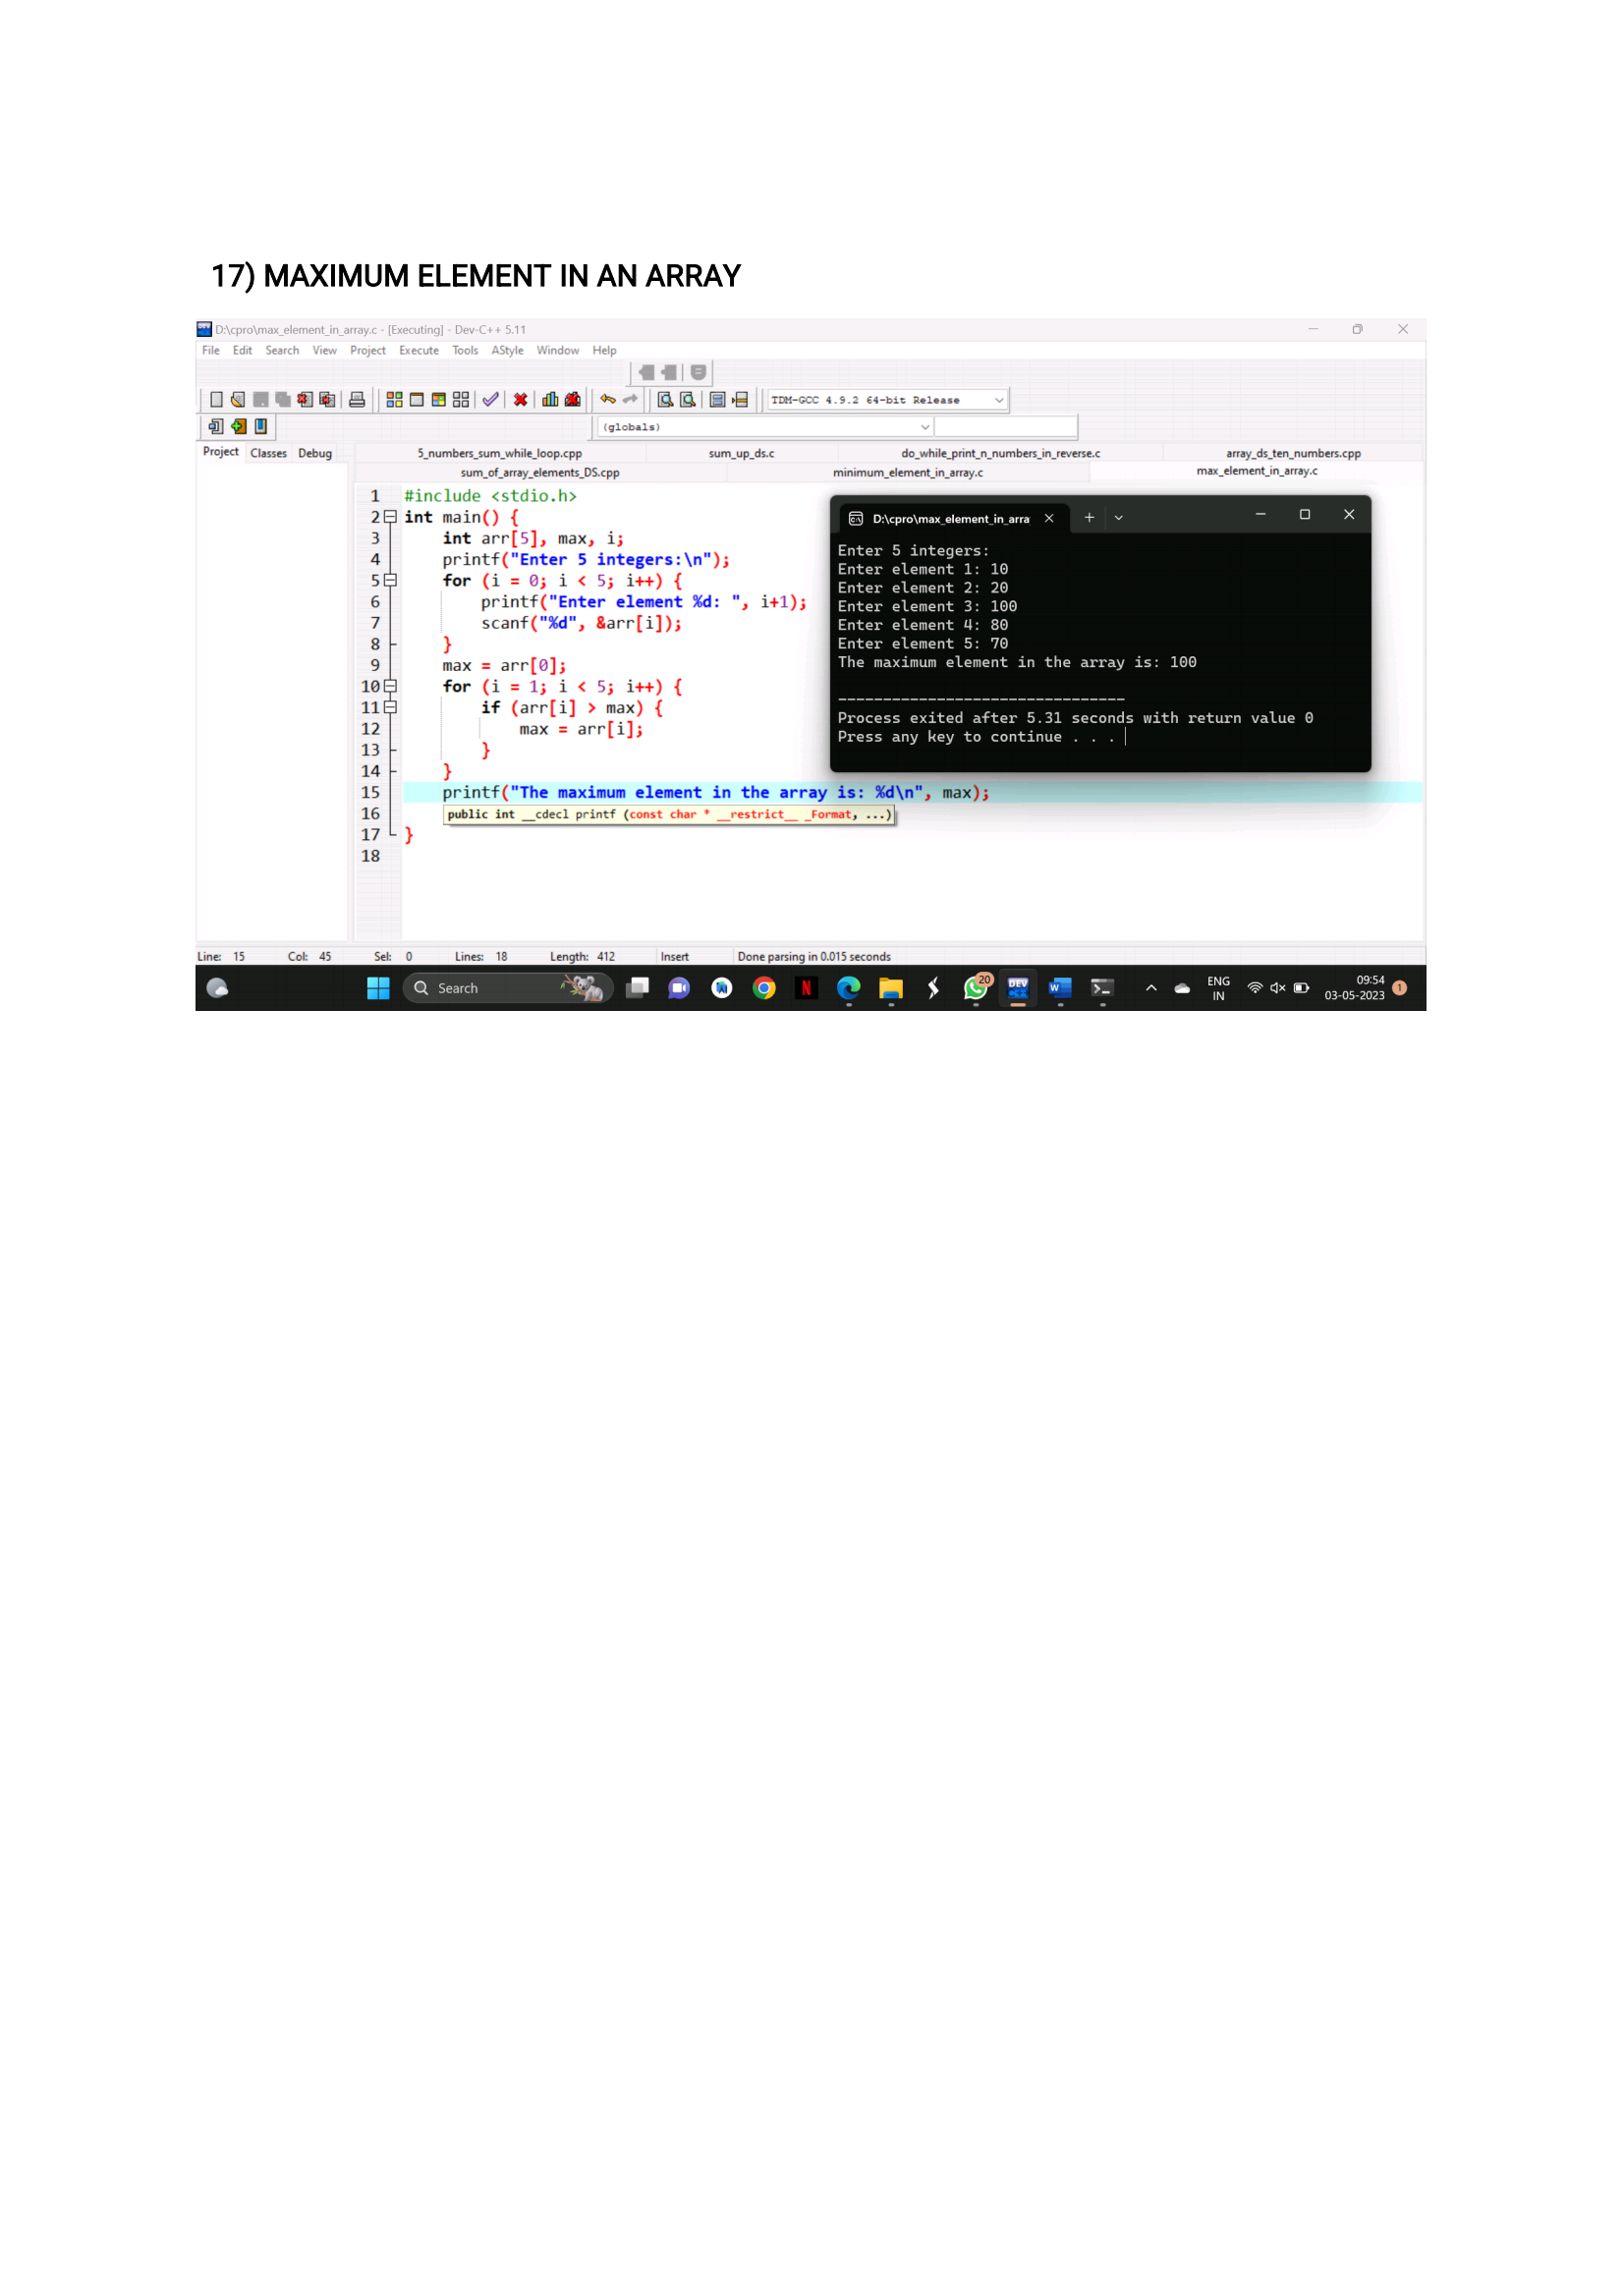 17) MAXIMUM ELEMENT IN AN ARRAY
D:\cpro\max_element_in_array.c - [Executing] - Dev-C++ 5.11
File Edit Search View Project Execute Tools AStyle Window Help
TDM-GCC 4.9.2 64-bit Release
(globals)
Project Classes Debug
5_numbers_sum_while_loop.cpp sum_up_ds.c do_while_print_n_numbers_in_reverse.c array_ds_ten_numbers.cpp
sum_of_array_elements_DS.cpp minimum_element_in_array.c max_element_in_array.c
1 #include <stdio.h>
2 int main() {
3 int arr[5], max, i;
4 printf("Enter 5 integers:\n");
5 for (i = 0; i < 5; i++) {
6 printf("Enter element %d: ", i+1);
7 scanf("%d", &arr[i]);
8 }
9 max = arr[0];
10 for (i = 1; i < 5; i++) {
11 if (arr[i] > max) {
12 max = arr[i];
13 }
14 }
15 printf("The maximum element in the array is: %d\n", max);
16 public int __cdecl printf (const char * __restrict__ _Format, ...)
17 }
18
D:\cpro\max_element_in_arra
Enter 5 integers:
Enter element 1: 10
Enter element 2: 20
Enter element 3: 100
Enter element 4: 80
Enter element 5: 70
The maximum element in the array is: 100
--------------------------------
Process exited after 5.31 seconds with return value 0
Press any key to continue . . .
Line: 15 Col: 45 Sel: 0 Lines: 18 Length: 412 Insert Done parsing in 0.015 seconds
Search
20
DEV
W
N
ENG
IN
09:54
03-05-2023
1